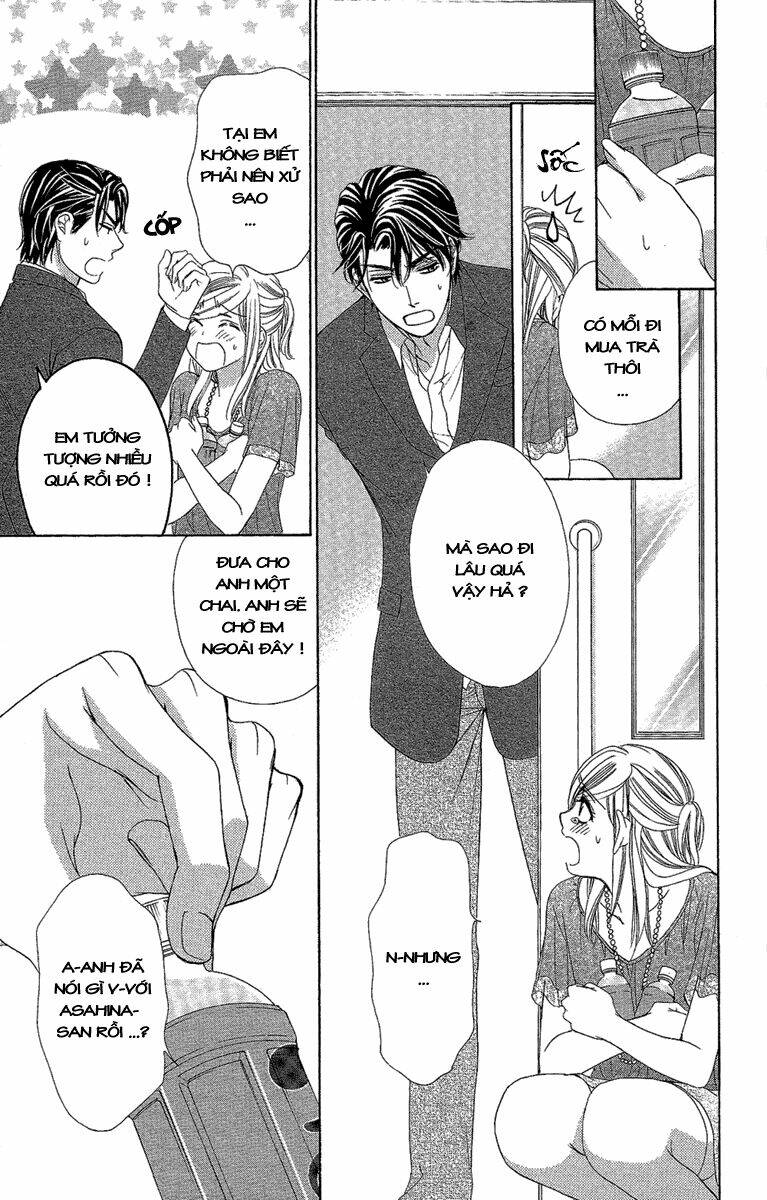 SỐC
CÓ MỖI ĐI
MUA TRÀ
THÔI
...
MÀ SAO ĐI
LÂU QUÁ
VẬY HẢ ?
N-NHƯNG
...
TẠI EM
KHÔNG BIẾT
PHẢI NÊN XỬ
SAO
...
CỐP
EM TƯỞNG
TƯỢNG NHIỀU
QUÁ RỒI ĐÓ !
ĐƯA CHO
ANH MỘT
CHAI, ANH SẼ
CHỜ EM
NGOÀI ĐÂY !
A-ANH ĐÃ
NÓI GÌ V-VỚI
ASAHINA-
SAN RỒI ...?